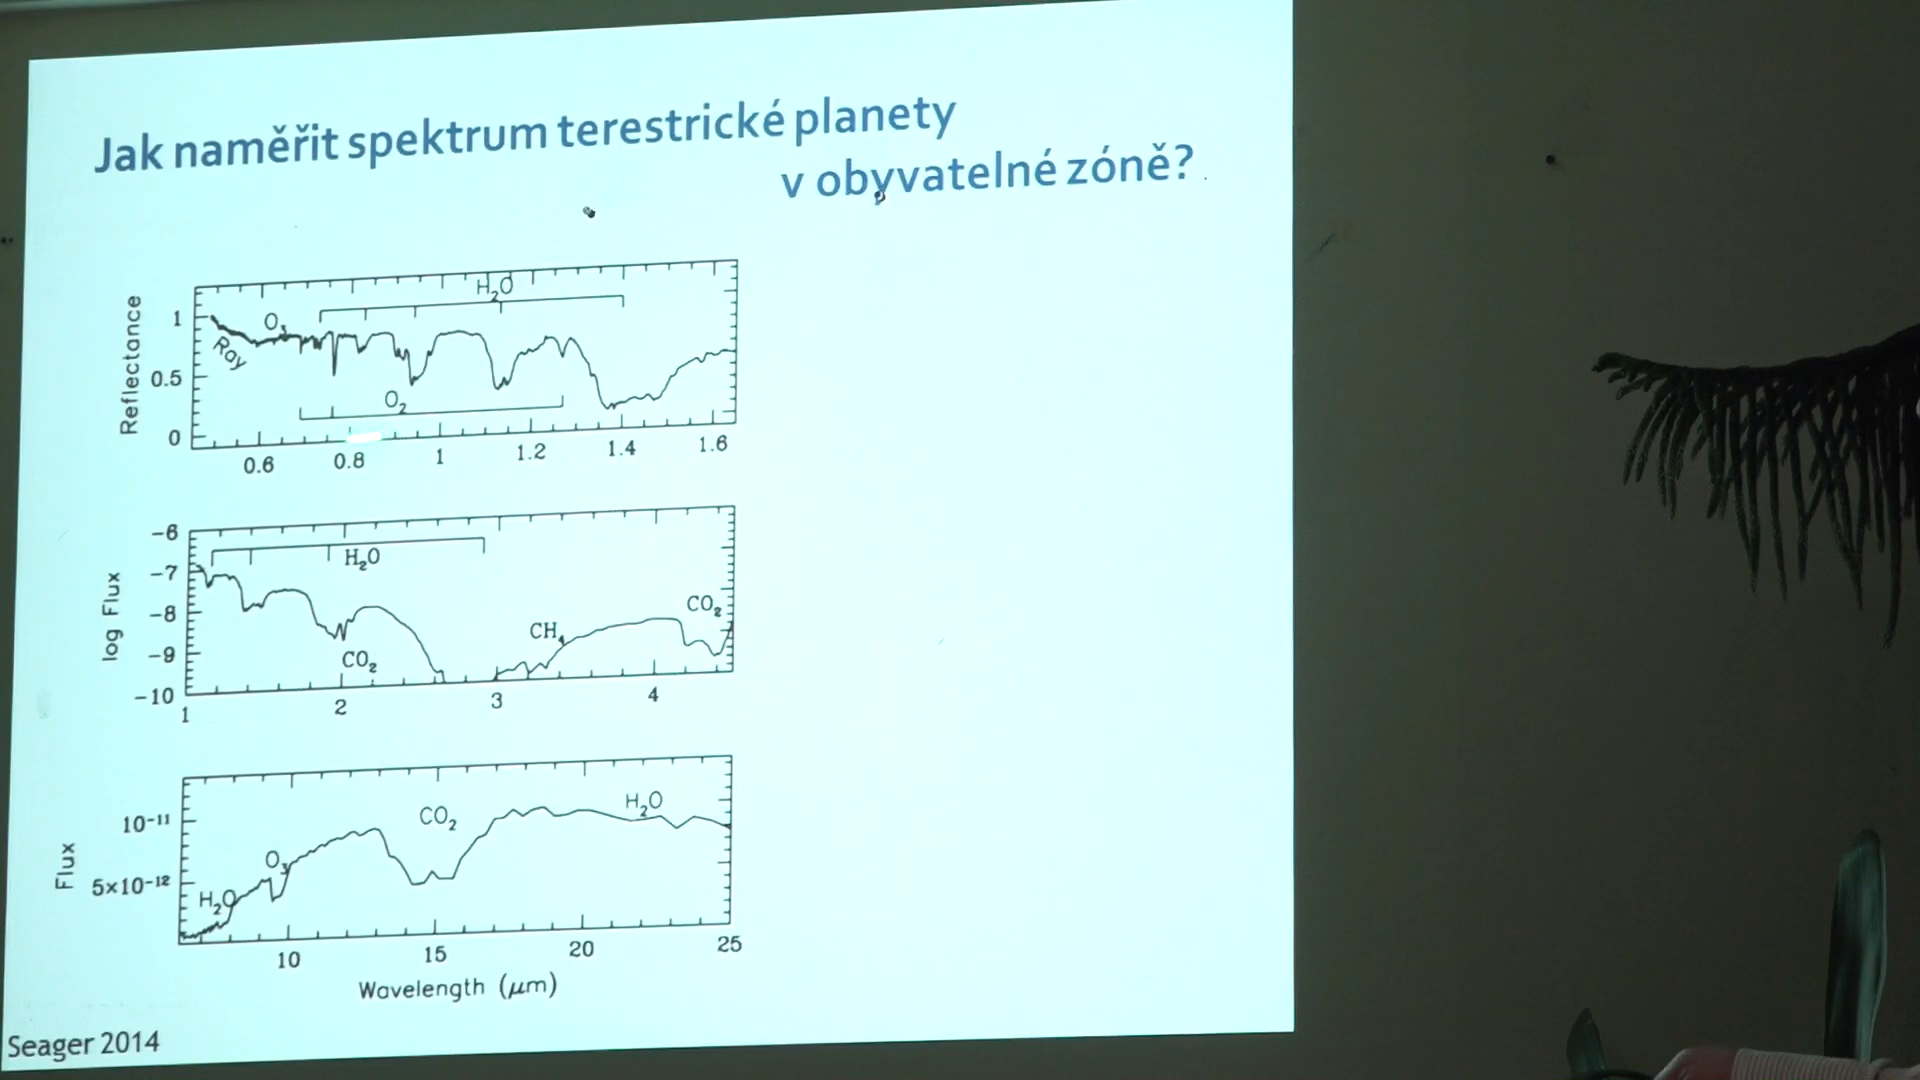 Jak naměřit spektrum terestrické planety
v obyvatelné zóně?
Reflectance
1
0.5
0
H₂O
O₃
Ray
O₂
0.6 0.8 1 1.2 1.4 1.6
log Flux
-6
-7
-8
-9
-10
H₂O
CO₂
CH₄
CO₂
1 2 3 4
Flux
10⁻¹¹
5×10⁻¹²
CO₂
H₂O
O₃
H₂O
10 15 20 25
Wavelength (μm)
Seager 2014